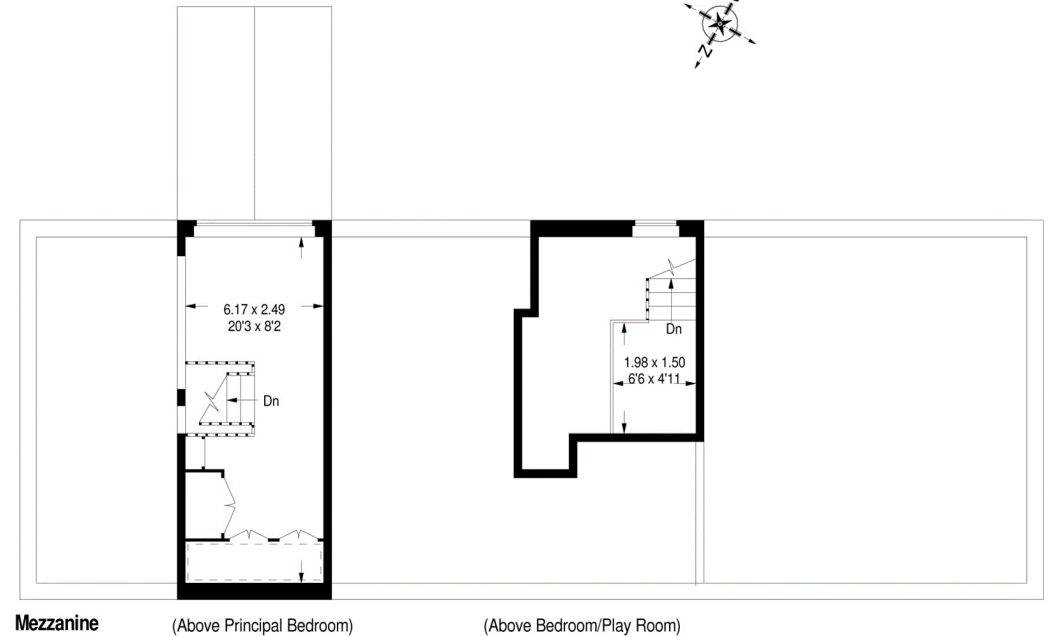 N
6.17 x 2.49
20'3 x 8'2
Dn
Dn
1.98 x 1.50
6'6 x 4'11
Mezzanine
(Above Principal Bedroom)
(Above Bedroom/Play Room)